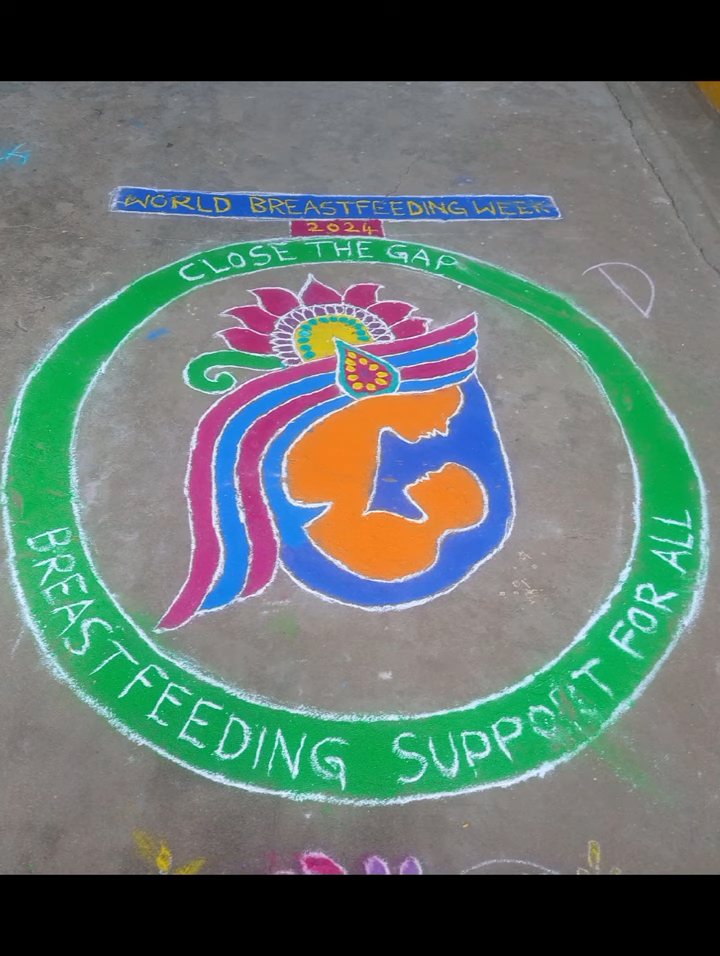 WORLD BREASTFEEDING WEEK
2024
CLOSE THE GAP
BREASTFEEDING SUPPORT FOR ALL
D